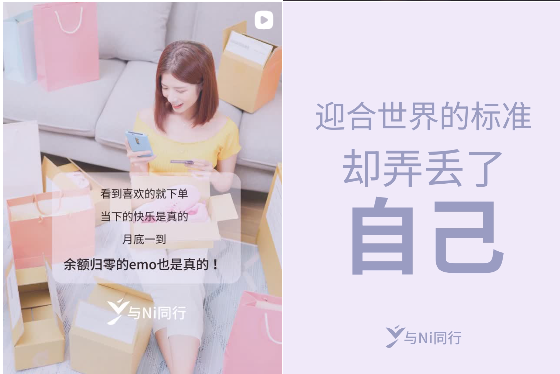 看到喜欢的就下单
当下的快乐是真的
月底一到
余额归零的emo也是真的！
与Ni同行
迎合世界的标准
却弄丢了
自己
与Ni同行